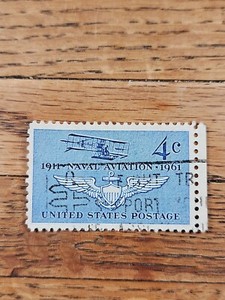 4c
1911 - NAVAL AVIATION - 1961
UNITED STATES POSTAGE